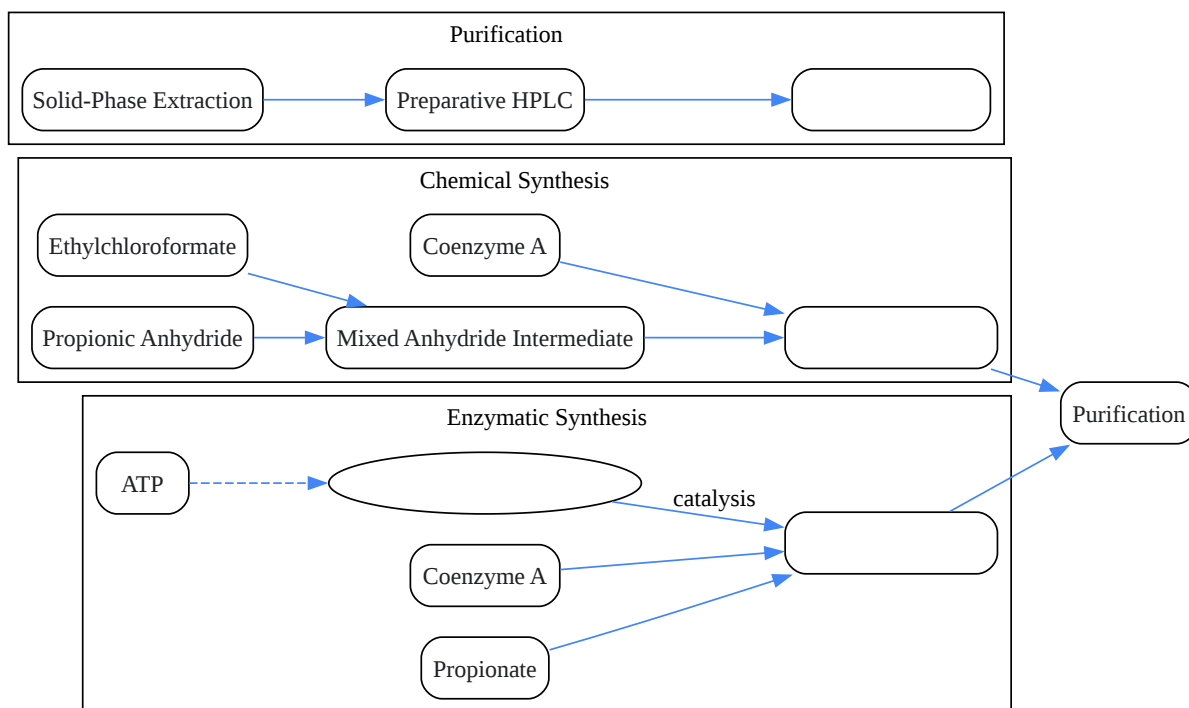 Purification
Solid-Phase Extraction
Preparative HPLC
Chemical Synthesis
Ethylchloroformate
Coenzyme A
Propionic Anhydride
Mixed Anhydride Intermediate
Purification
Enzymatic Synthesis
ATP
catalysis
Coenzyme A
Propionate